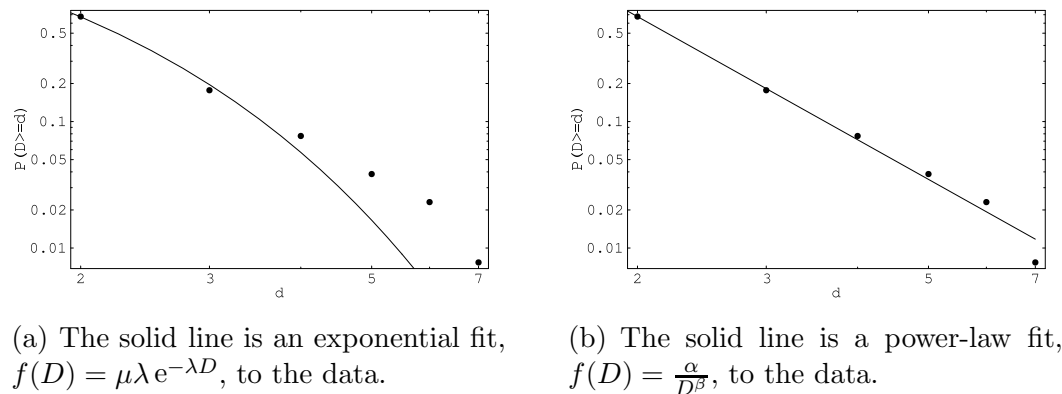 0.5
0.2
0.1
0.05
0.02
0.01
P(D>=d)
2 3 5 7
d
0.5
0.2
0.1
0.05
0.02
0.01
P(D>=d)
2 3 5 7
d
(a) The solid line is an exponential fit,
f(D) = μλ e^{−λD}, to the data.
(b) The solid line is a power-law fit,
f(D) = \frac{α}{D^β}, to the data.